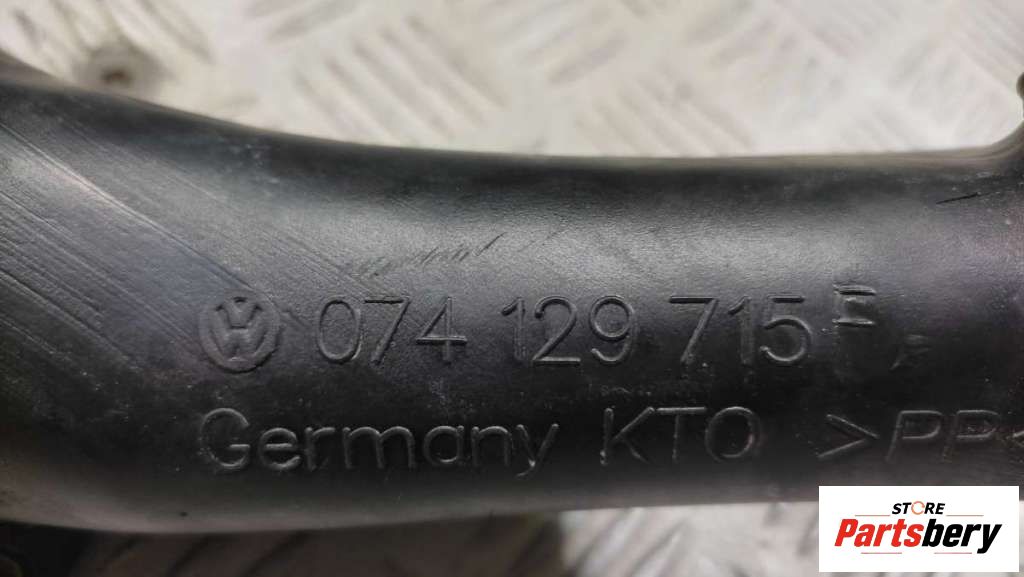 074 129 715 E
Germany KTO >PP<
STORE
Partsbery